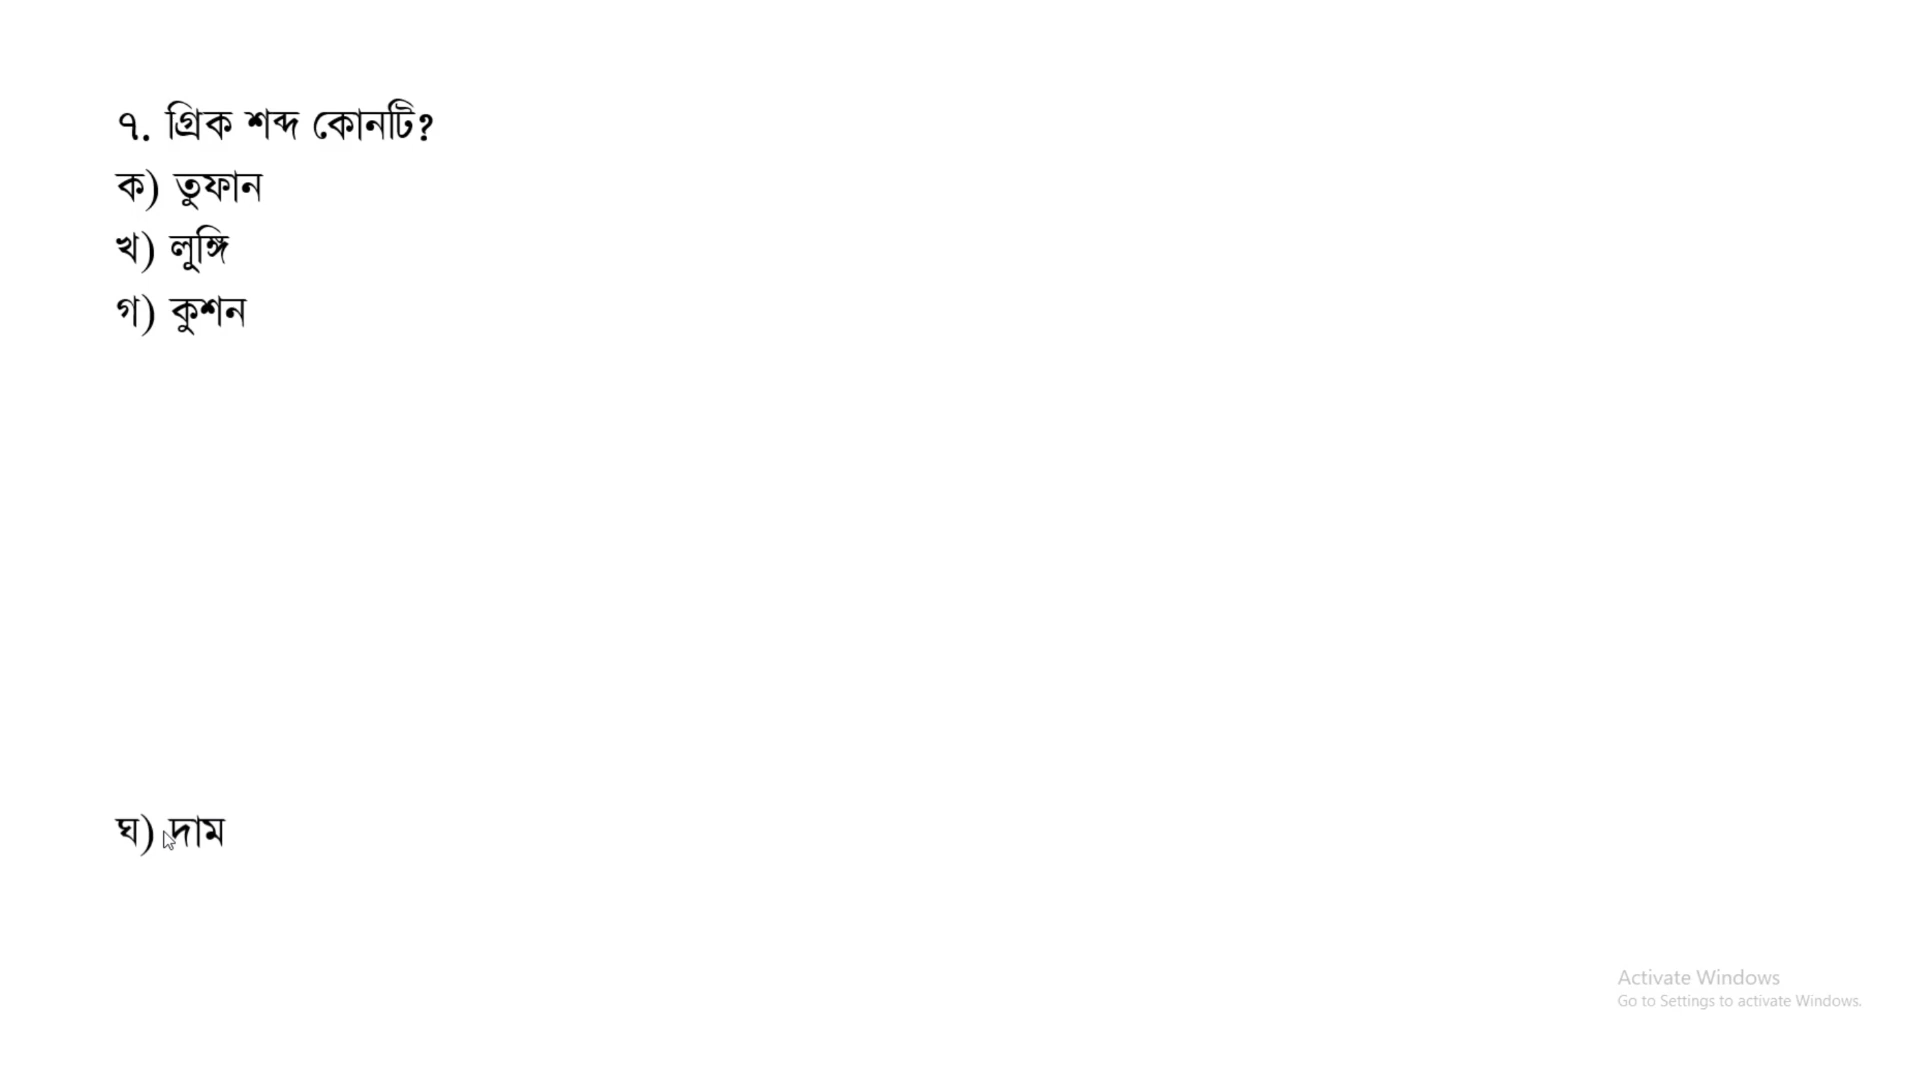 ৭. গ্রিক শব্দ কোনটি?
ক) তুফান
খ) লুঙ্গি
গ) কুশন
ঘ) দাম
Activate Windows
Go to Settings to activate Windows.